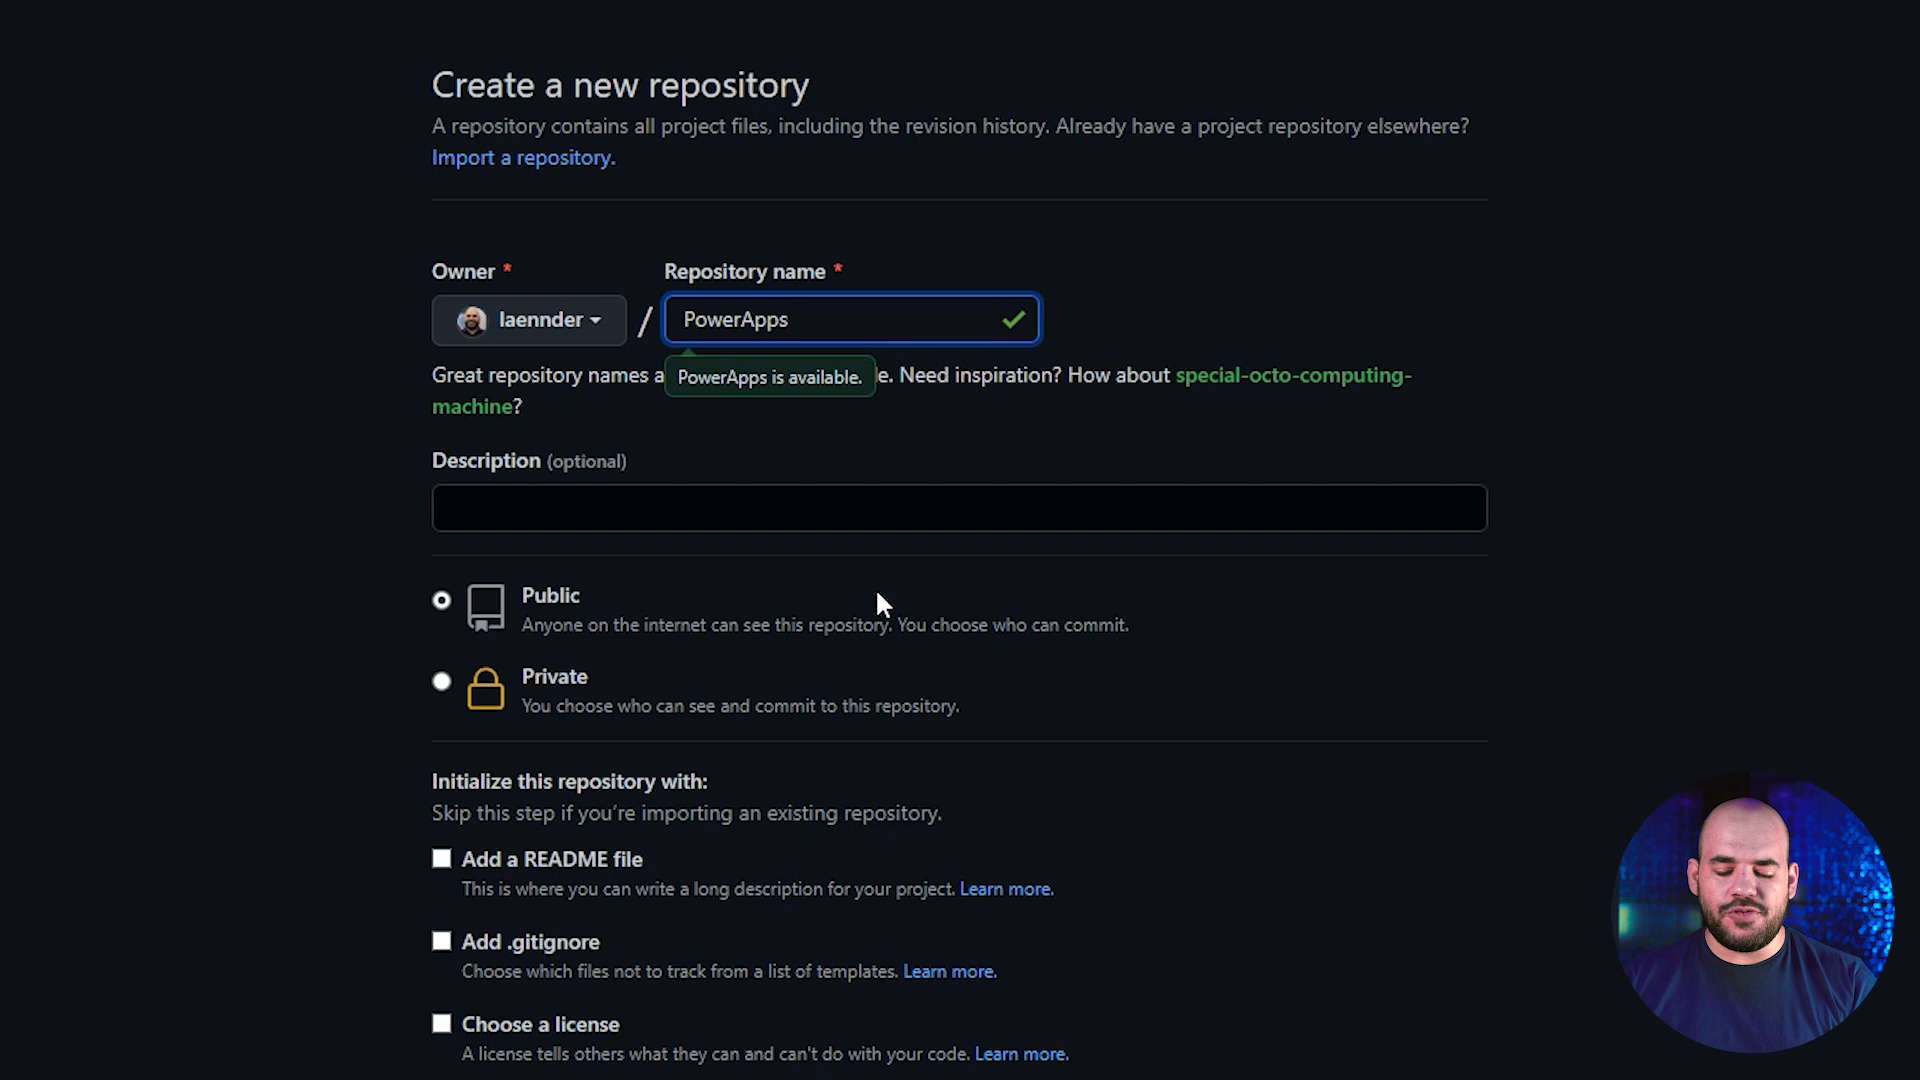 Create a new repository
A repository contains all project files, including the revision history. Already have a project repository elsewhere?
Import a repository.
Owner * Repository name *
laennder / PowerApps
Great repository names a PowerApps is available. e. Need inspiration? How about special-octo-computing-
machine?
Description (optional)
Public
Anyone on the internet can see this repository. You choose who can commit.
Private
You choose who can see and commit to this repository.
Initialize this repository with:
Skip this step if you're importing an existing repository.
Add a README file
This is where you can write a long description for your project. Learn more.
Add .gitignore
Choose which files not to track from a list of templates. Learn more.
Choose a license
A license tells others what they can and can't do with your code. Learn more.